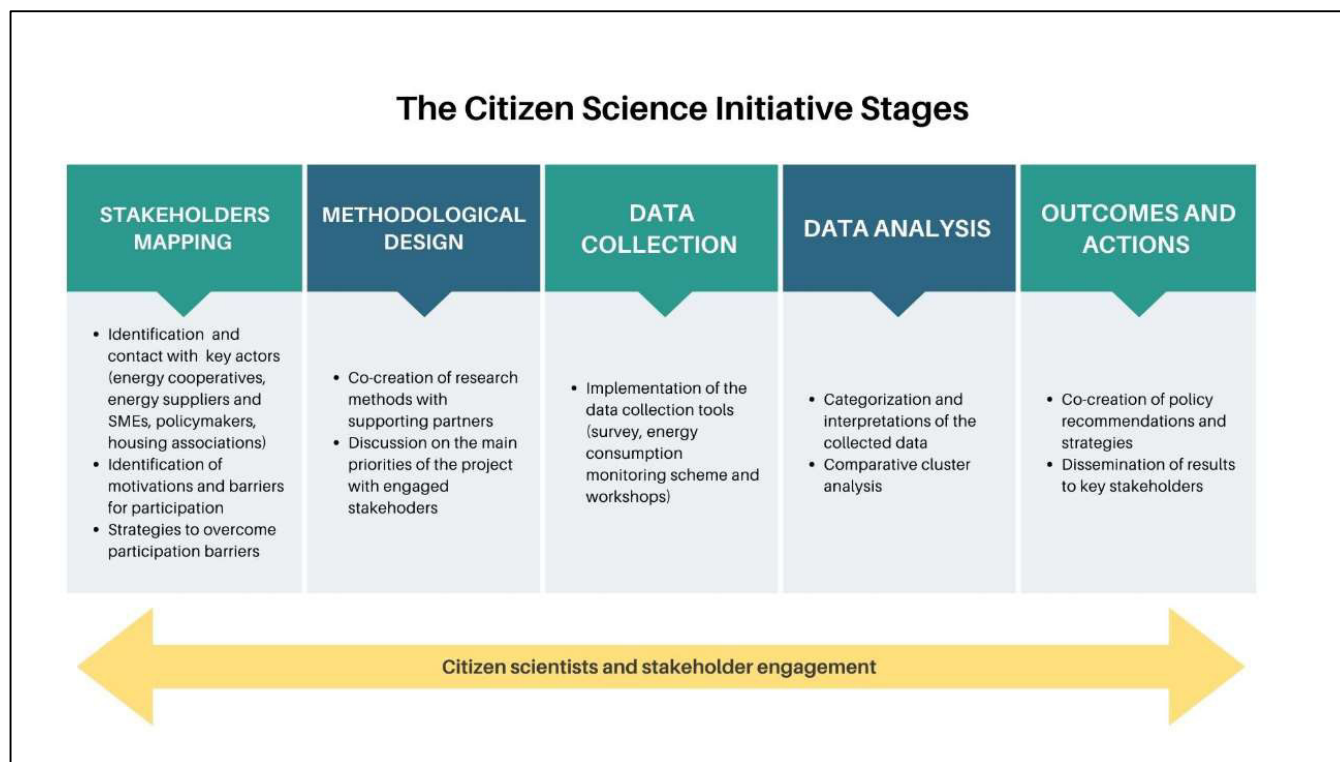 The Citizen Science Initiative Stages
STAKEHOLDERS
MAPPING
• Identification and
contact with key actors
(energy cooperatives,
energy suppliers and
SMEs, policymakers,
housing associations)
• Identification of
motivations and barriers
for participation
• Strategies to overcome
participation barriers
METHODOLOGICAL
DESIGN
• Co-creation of research
methods with
supporting partners
• Discussion on the main
priorities of the project
with engaged
stakehoders
DATA
COLLECTION
• Implementation of the
data collection tools
(survey, energy
consumption
monitoring scheme and
workshops)
DATA ANALYSIS
• Categorization and
interpretations of the
collected data
• Comparative cluster
analysis
OUTCOMES AND
ACTIONS
• Co-creation of policy
recommendations and
strategies
• Dissemination of results
to key stakeholders
Citizen scientists and stakeholder engagement